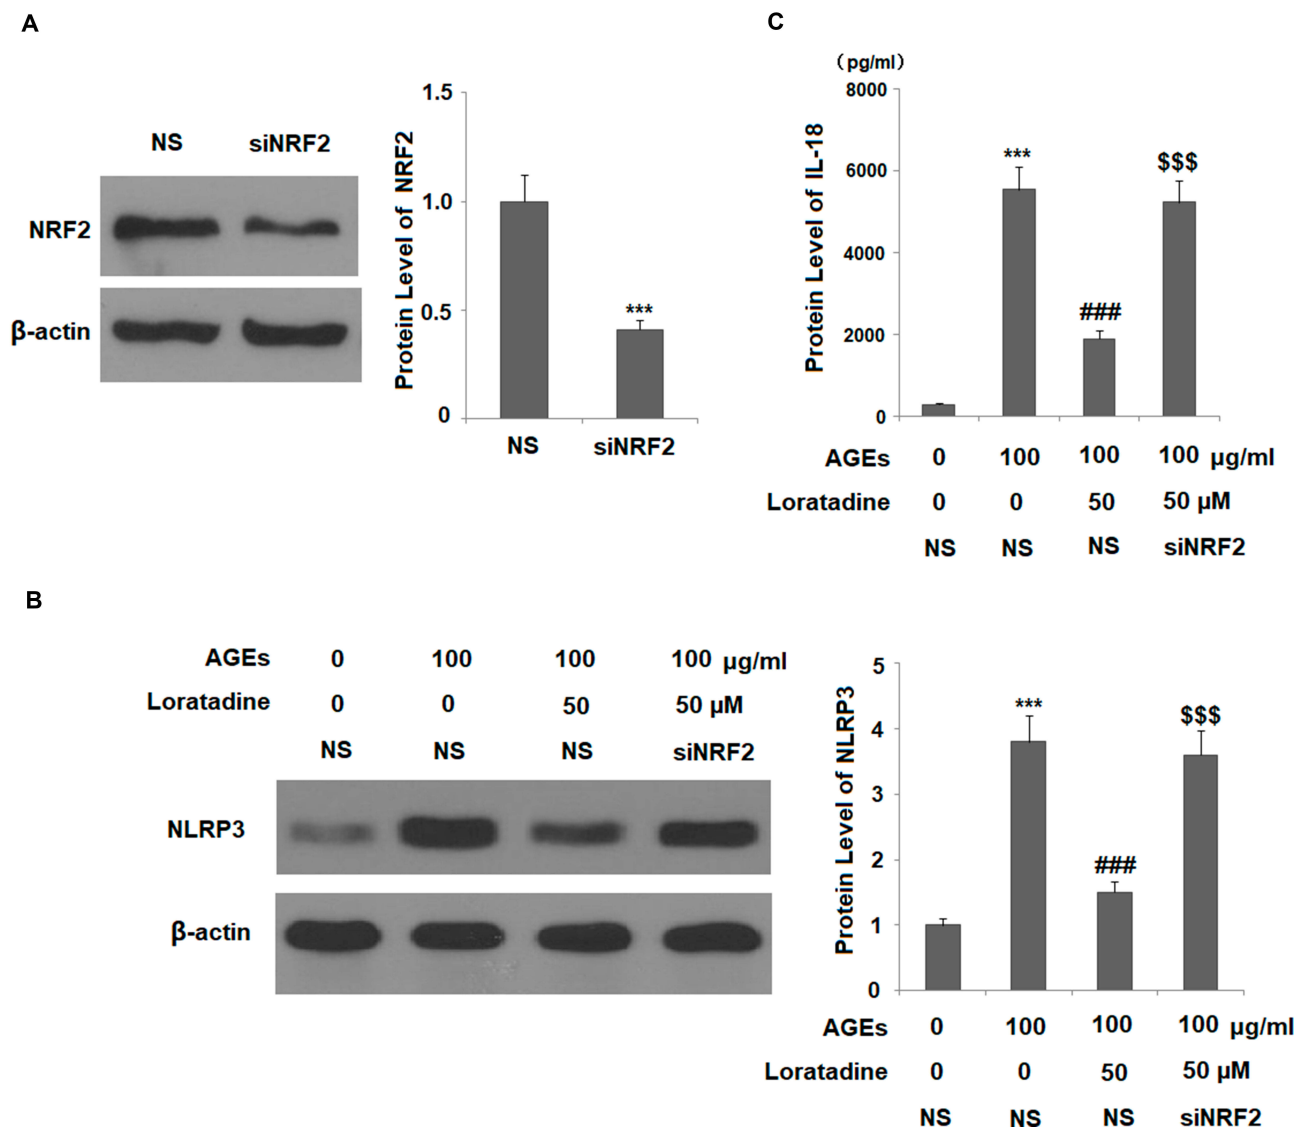 A
NS siNRF2
NRF2
β-actin
Protein Level of NRF2
1.5
1.0
0.5
0
***
NS siNRF2
C
(pg/ml)
Protein Level of IL-18
8000
6000
4000
2000
0
***
###
$$$
AGEs 0 100 100 100 μg/ml
Loratadine 0 0 50 50 μM
NS NS NS siNRF2
B
AGEs 0 100 100 100 μg/ml
Loratadine 0 0 50 50 μM
NS NS NS siNRF2
NLRP3
β-actin
Protein Level of NLRP3
5
4
3
2
1
0
***
###
$$$
AGEs 0 100 100 100 μg/ml
Loratadine 0 0 50 50 μM
NS NS NS siNRF2